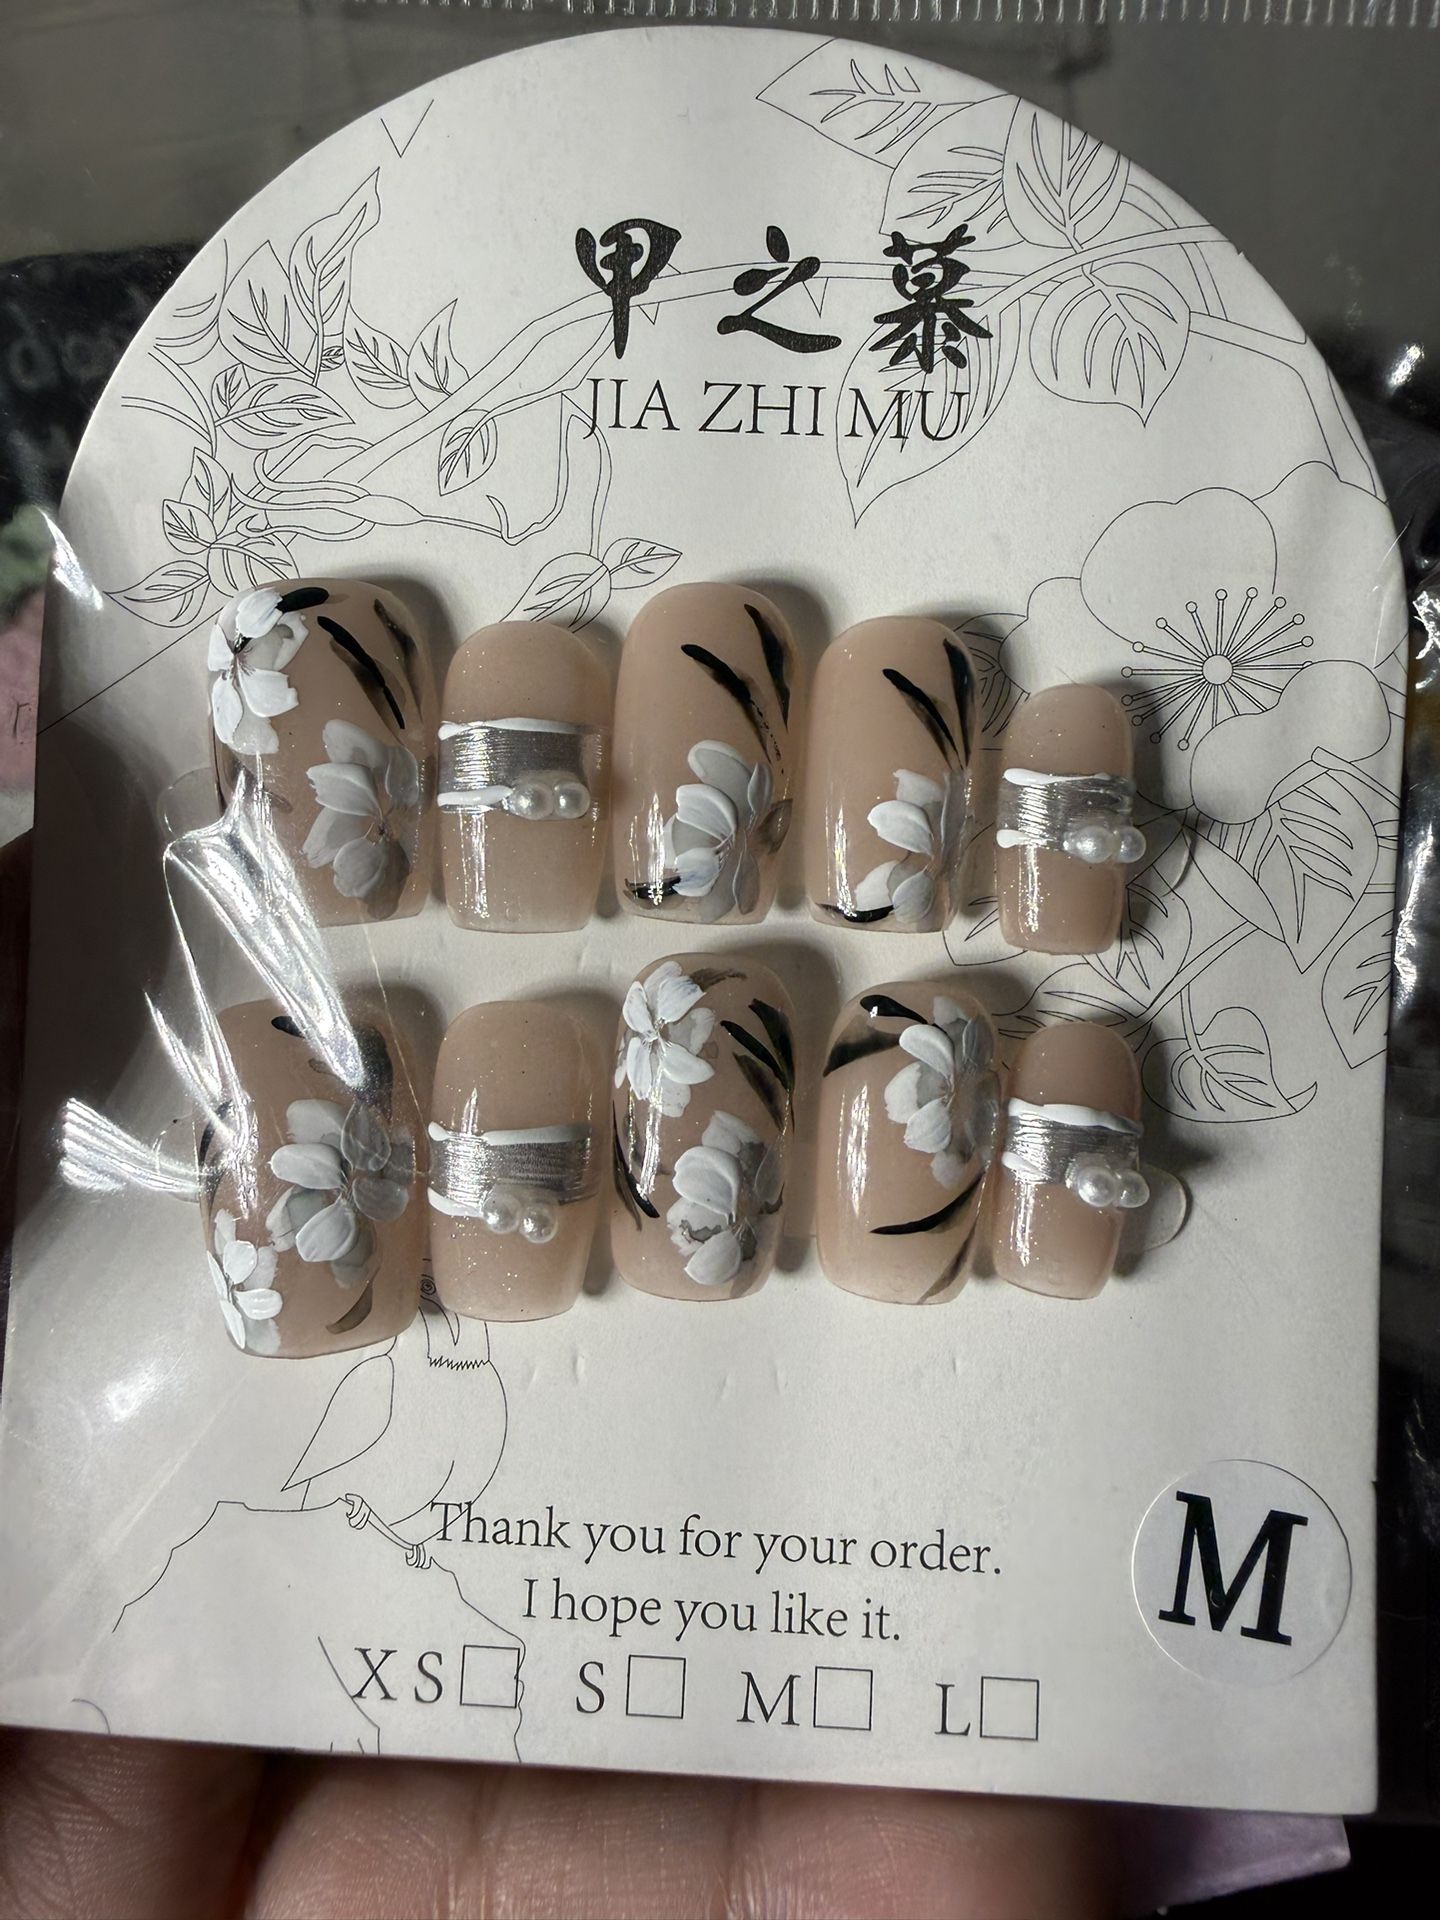 甲之慕
JIA ZHI MU
Thank you for your order.
I hope you like it.
XS□ S□ M□ L□
M